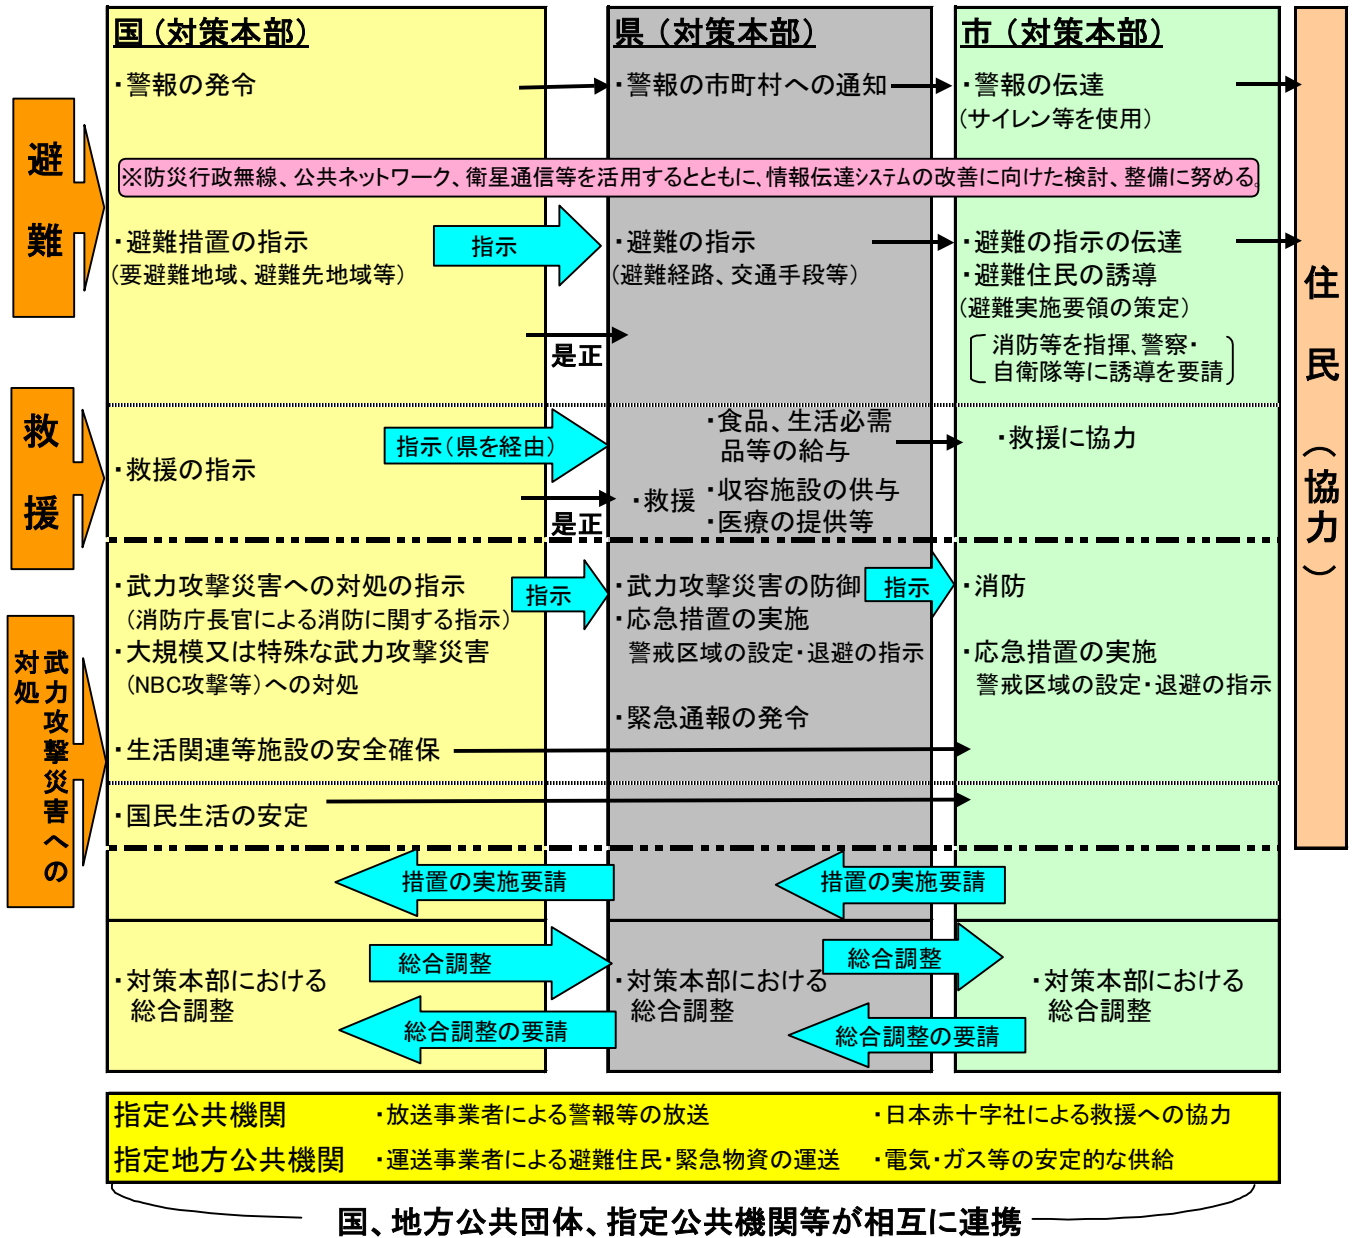 国（対策本部）
県（対策本部）
市（対策本部）
避難
・警報の発令
・警報の市町村への通知
・警報の伝達
（サイレン等を使用）
※防災行政無線、公共ネットワーク、衛星通信等を活用するとともに、情報伝達システムの改善に向けた検討、整備に努める。
・避難措置の指示
（要避難地域、避難先地域等）
指示
・避難の指示
（避難経路、交通手段等）
・避難の指示の伝達
・避難住民の誘導
（避難実施要領の策定）
消防等を指揮、警察・
自衛隊等に誘導を要請
是正
住民（協力）
救援
・救援の指示
指示（県を経由）
是正
・救援
・食品、生活必需
品等の給与
・収容施設の供与
・医療の提供等
・救援に協力
武力攻撃災害への
対処
・武力攻撃災害への対処の指示
（消防庁長官による消防に関する指示）
・大規模又は特殊な武力攻撃災害
（NBC攻撃等）への対処
・生活関連等施設の安全確保
指示
・武力攻撃災害の防御
・応急措置の実施
警戒区域の設定・退避の指示
・緊急通報の発令
指示
・消防
・応急措置の実施
警戒区域の設定・退避の指示
・国民生活の安定
措置の実施要請
措置の実施要請
・対策本部における
総合調整
総合調整
総合調整の要請
・対策本部における
総合調整
総合調整
総合調整の要請
・対策本部における
総合調整
指定公共機関
・放送事業者による警報等の放送
・日本赤十字社による救援への協力
指定地方公共機関
・運送事業者による避難住民・緊急物資の運送
・電気・ガス等の安定的な供給
国、地方公共団体、指定公共機関等が相互に連携